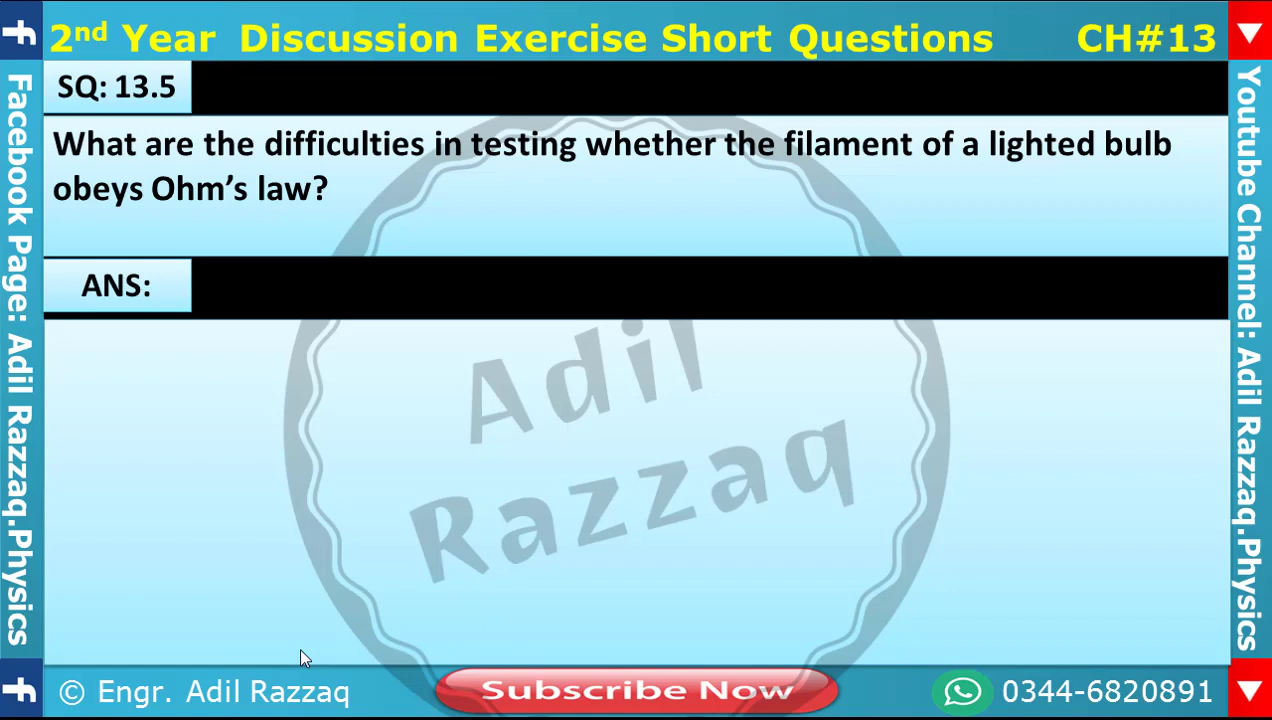 2nd Year Discussion Exercise Short Questions CH#13
SQ: 13.5
What are the difficulties in testing whether the filament of a lighted bulb
obeys Ohm’s law?
ANS:
Adil
Razzaq
Facebook Page: Adil Razzaq.Physics
Youtube Channel: Adil Razzaq.Physics
© Engr. Adil Razzaq
Subscribe Now
0344-6820891